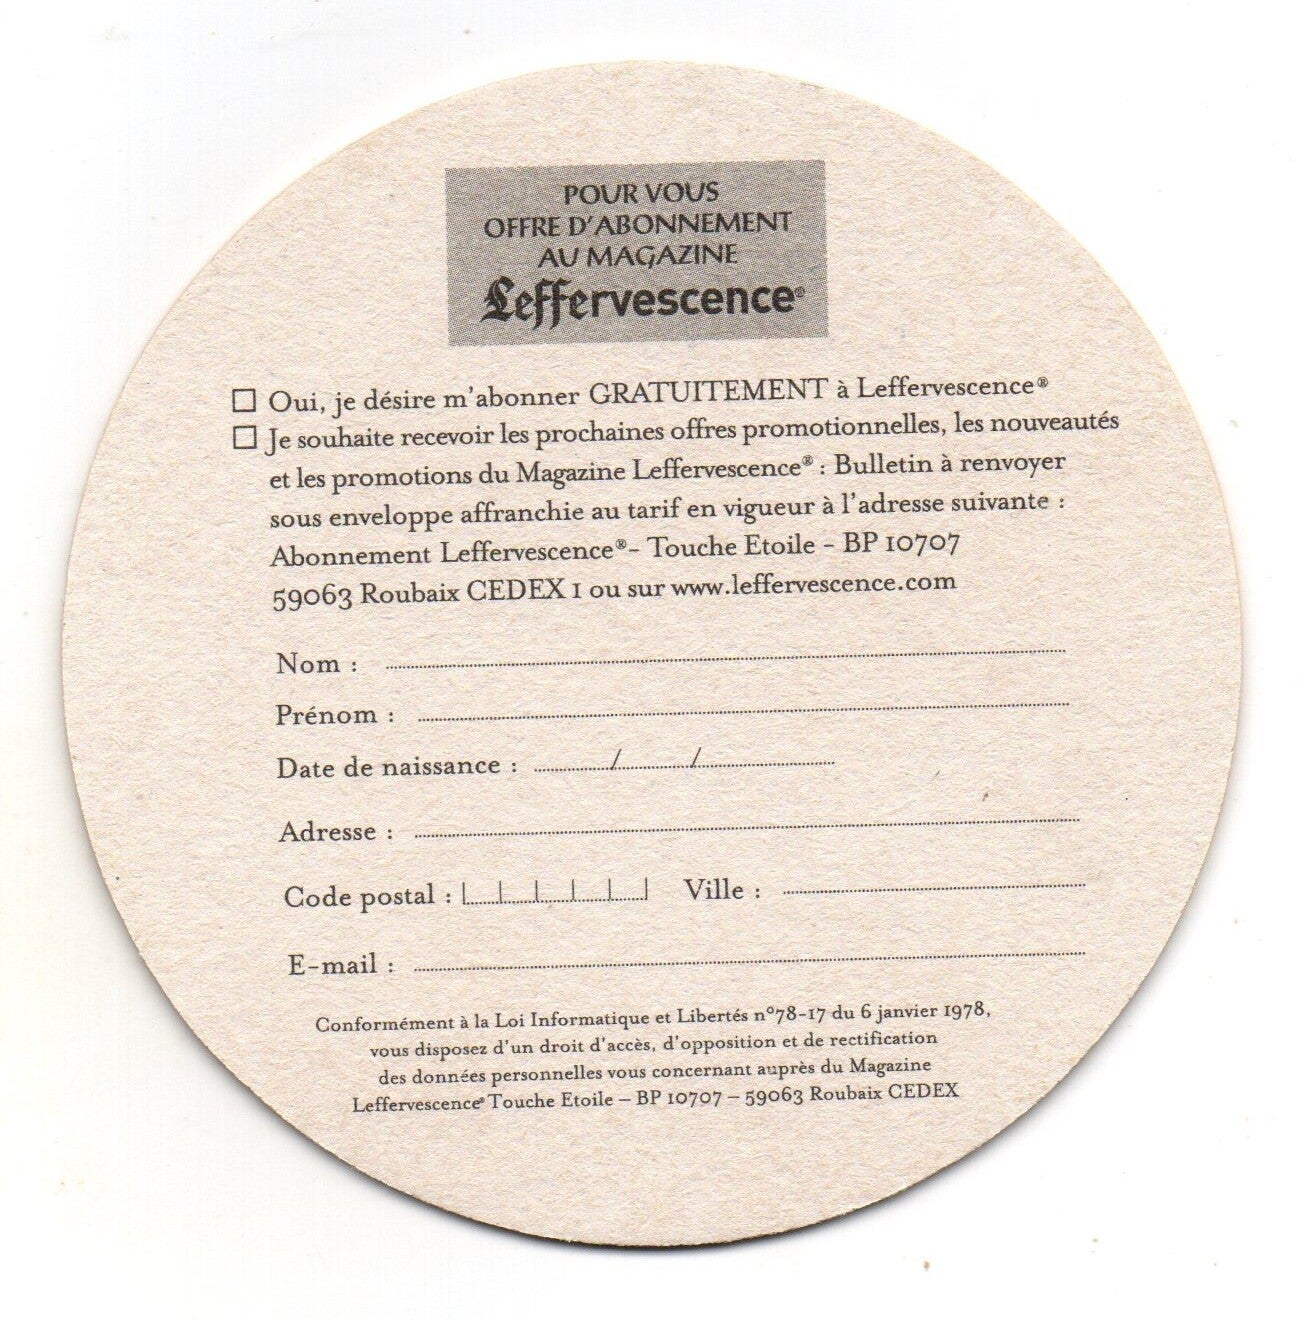 POUR VOUS
OFFRE D'ABONNEMENT
AU MAGAZINE
Leffervescence®
☐ Oui, je désire m'abonner GRATUITEMENT à Leffervescence®
☐ Je souhaite recevoir les prochaines offres promotionnelles, les nouveautés
et les promotions du Magazine Leffervescence® : Bulletin à renvoyer
sous enveloppe affranchie au tarif en vigueur à l'adresse suivante :
Abonnement Leffervescence®- Touche Etoile - BP 10707
59063 Roubaix CEDEX 1 ou sur www.leffervescence.com
Nom :
Prénom :
Date de naissance : / /
Adresse :
Code postal : Ville :
E-mail :
Conformément à la Loi Informatique et Libertés n°78-17 du 6 janvier 1978,
vous disposez d'un droit d'accès, d'opposition et de rectification
des données personnelles vous concernant auprès du Magazine
Leffervescence® Touche Etoile – BP 10707 – 59063 Roubaix CEDEX